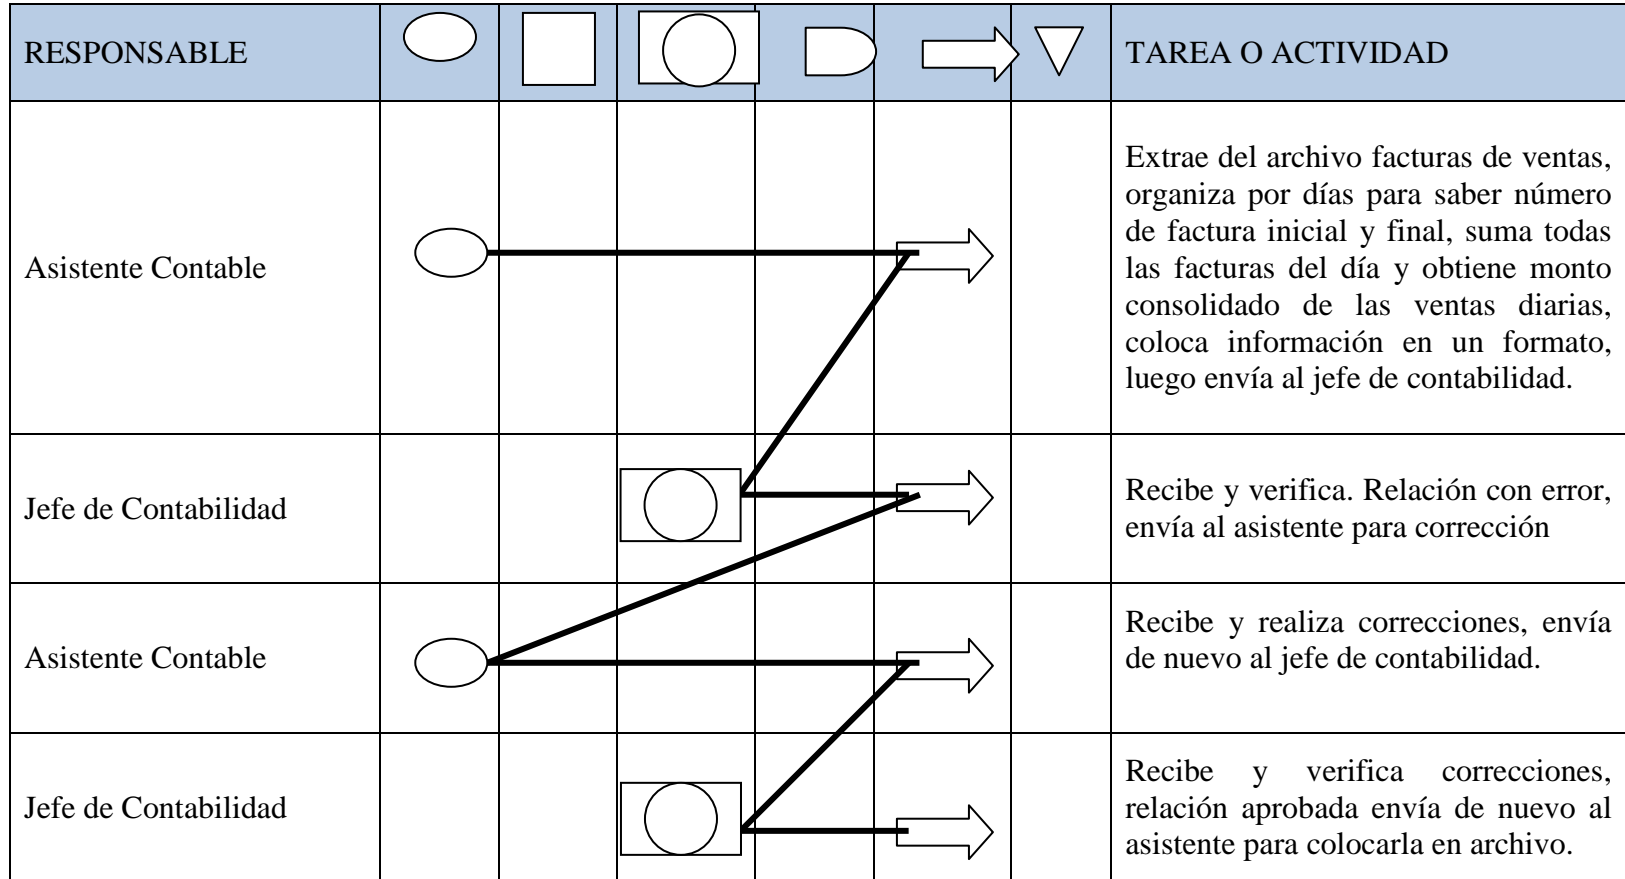 RESPONSABLE
TAREA O ACTIVIDAD
Asistente Contable
Extrae del archivo facturas de ventas,
organiza por días para saber número
de factura inicial y final, suma todas
las facturas del día y obtiene monto
consolidado de las ventas diarias,
coloca información en un formato,
luego envía al jefe de contabilidad.
Jefe de Contabilidad
Recibe y verifica. Relación con error,
envía al asistente para corrección
Asistente Contable
Recibe y realiza correcciones, envía
de nuevo al jefe de contabilidad.
Jefe de Contabilidad
Recibe y verifica correcciones,
relación aprobada envía de nuevo al
asistente para colocarla en archivo.